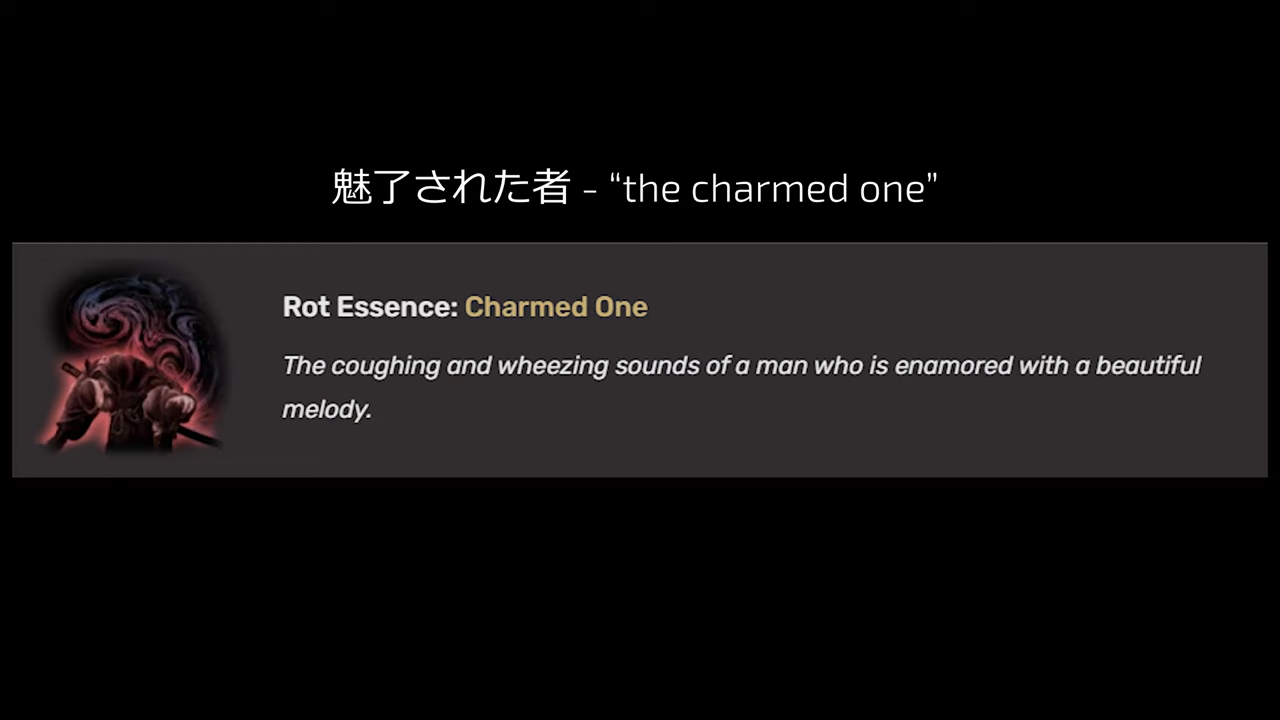 魅了された者 - “the charmed one”
Rot Essence: Charmed One
The coughing and wheezing sounds of a man who is enamored with a beautiful
melody.